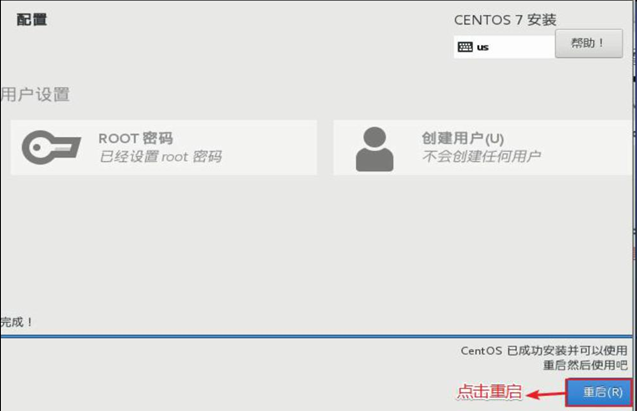 配置
CENTOS 7 安装
us
帮助！
用户设置
ROOT 密码
已经设置 root 密码
创建用户(U)
不会创建任何用户
完成！
CentOS 已成功安装并可以使用
重启然后使用吧
点击重启
重启(R)